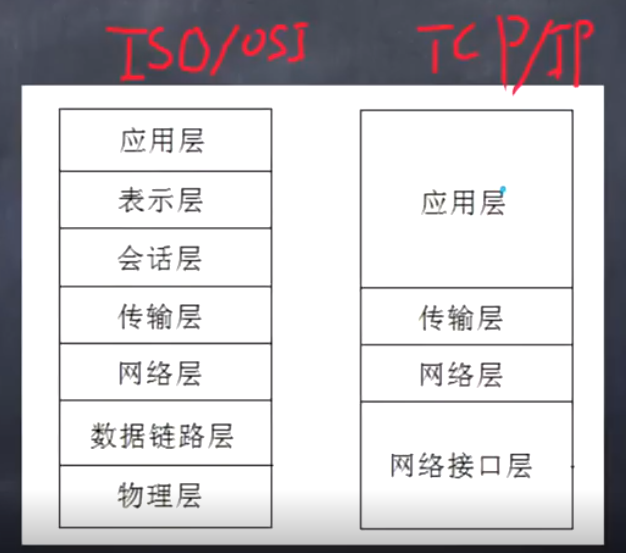 ISO/OSI TCP/IP
应用层
表示层
会话层
传输层
网络层
数据链路层
物理层
应用层
传输层
网络层
网络接口层